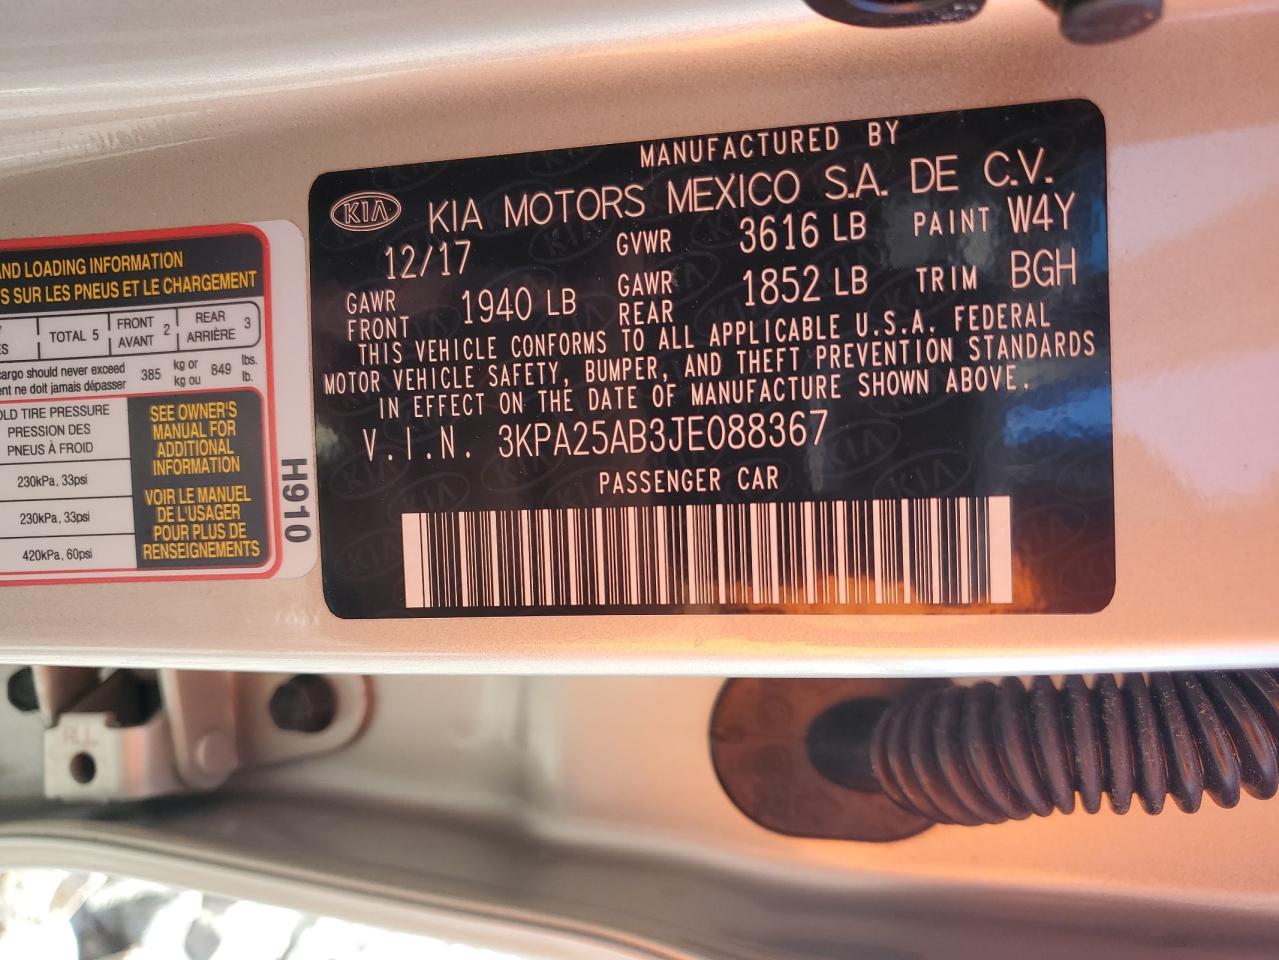 MANUFACTURED BY
KIA KIA MOTORS MEXICO S.A. DE C.V.
12/17 GVWR 3616 LB PAINT W4Y
GAWR FRONT 1940 LB GAWR REAR 1852 LB TRIM BGH
THIS VEHICLE CONFORMS TO ALL APPLICABLE U.S.A. FEDERAL
MOTOR VEHICLE SAFETY, BUMPER, AND THEFT PREVENTION STANDARDS
IN EFFECT ON THE DATE OF MANUFACTURE SHOWN ABOVE.
V.I.N. 3KPA25AB3JE088367
PASSENGER CAR
AND LOADING INFORMATION
SUR LES PNEUS ET LE CHARGEMENT
TOTAL 5 FRONT AVANT 2 REAR ARRIÈRE 3
cargo should never exceed
ne doit jamais dépasser
385 kg or kg ou 849 lbs. lb.
TIRE PRESSURE
PRESSION DES
PNEUS À FROID
230kPa, 33psi
230kPa, 33psi
420kPa, 60psi
SEE OWNER'S
MANUAL FOR
ADDITIONAL
INFORMATION
VOIR LE MANUEL
DE L'USAGER
POUR PLUS DE
RENSEIGNEMENTS
H910
RLL